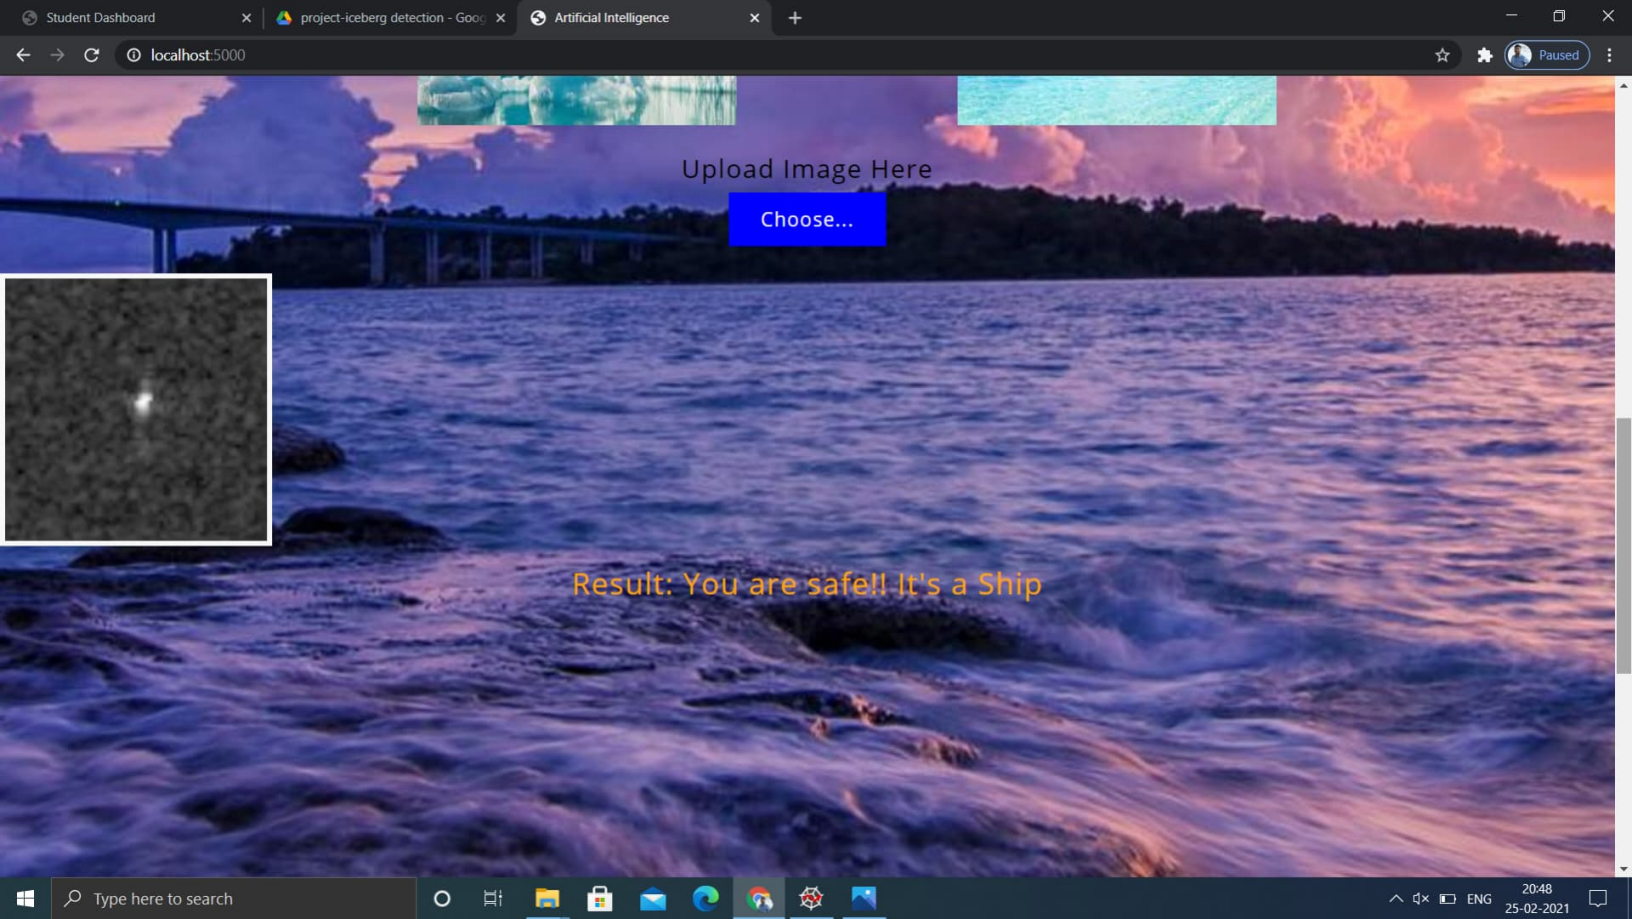 Student Dashboard
project-iceberg detection - Goog
Artificial Intelligence
localhost:5000
Paused
Upload Image Here
Choose...
Result: You are safe!! It's a Ship
Type here to search
ENG
20:48
25-02-2021